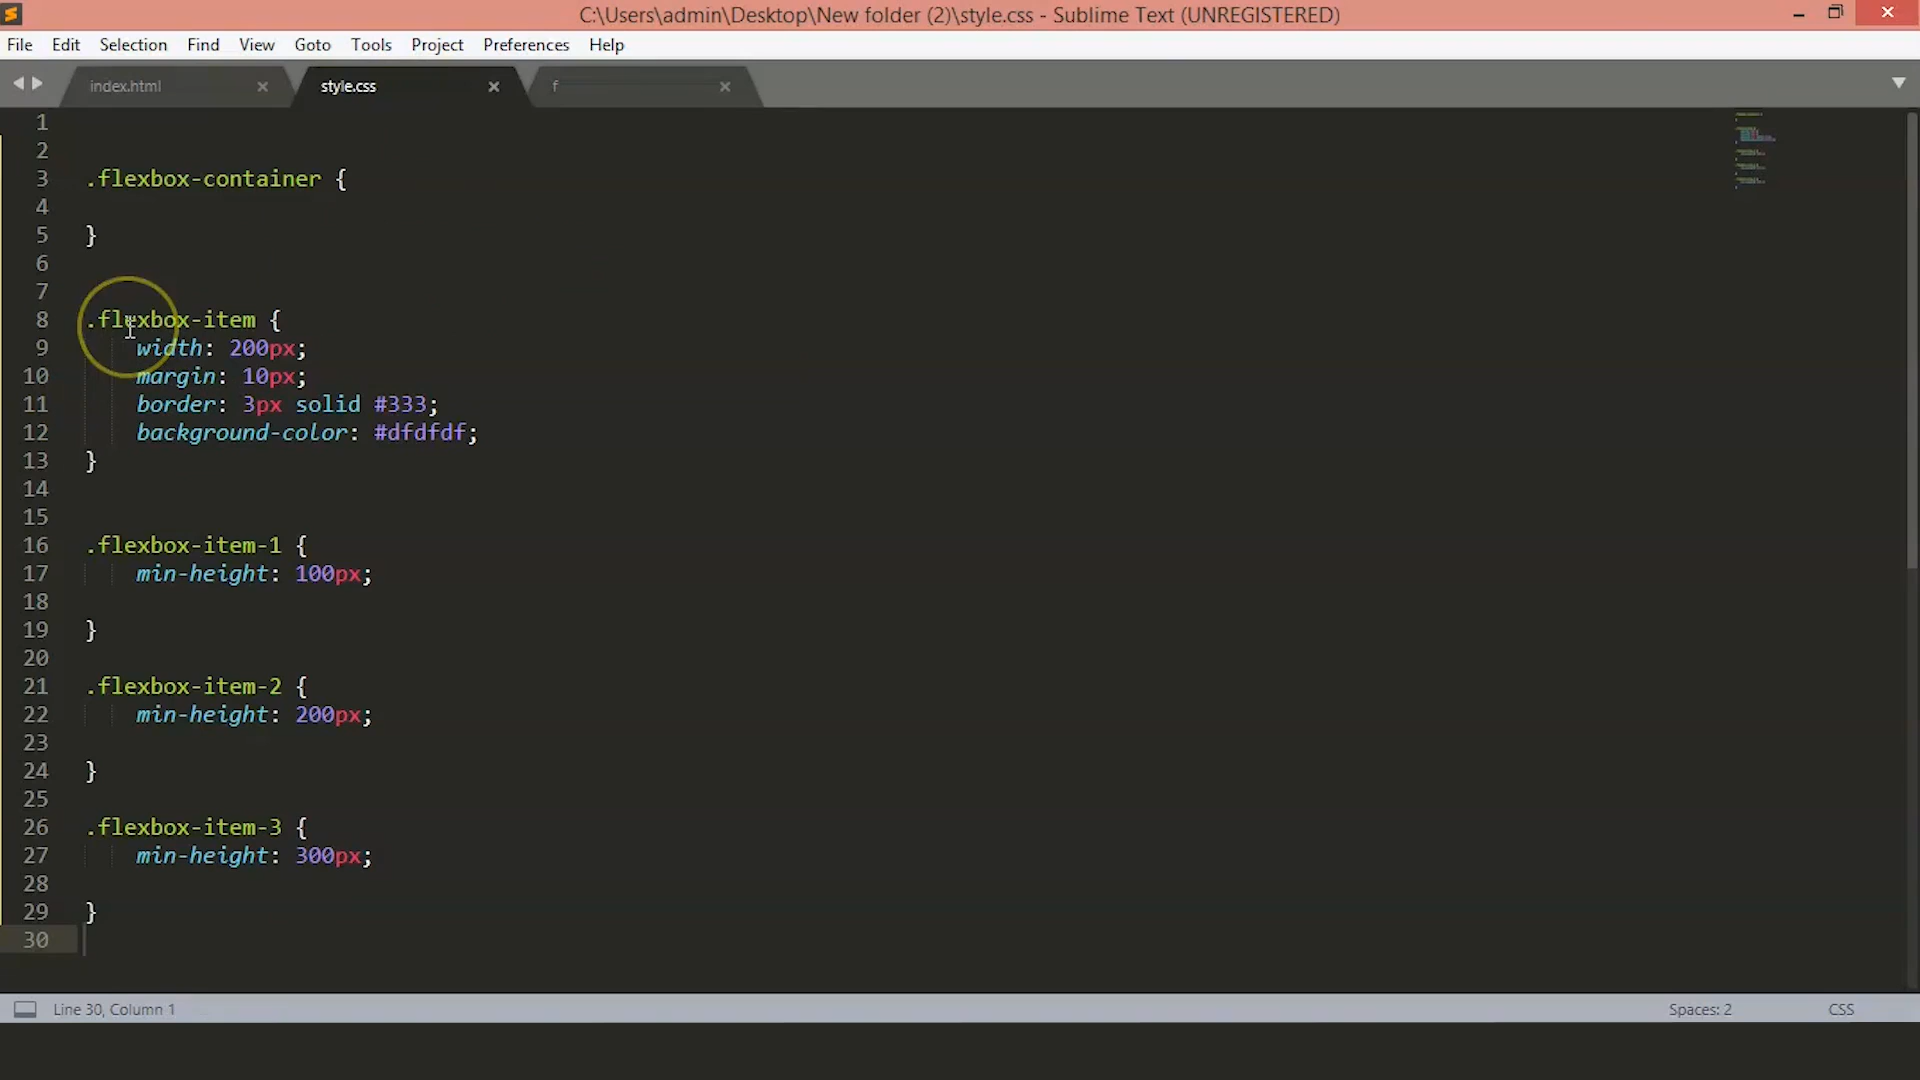 C:\Users\admin\Desktop\New folder (2)\style.css - Sublime Text (UNREGISTERED)
File Edit Selection Find View Goto Tools Project Preferences Help
index.html style.css f
1
2
3 .flexbox-container {
4
5 }
6
7
8 .flexbox-item {
9 width: 200px;
10 margin: 10px;
11 border: 3px solid #333;
12 background-color: #dfdfdf;
13 }
14
15
16 .flexbox-item-1 {
17 min-height: 100px;
18
19 }
20
21 .flexbox-item-2 {
22 min-height: 200px;
23
24 }
25
26 .flexbox-item-3 {
27 min-height: 300px;
28
29 }
30
Line 30, Column 1 Spaces: 2 CSS